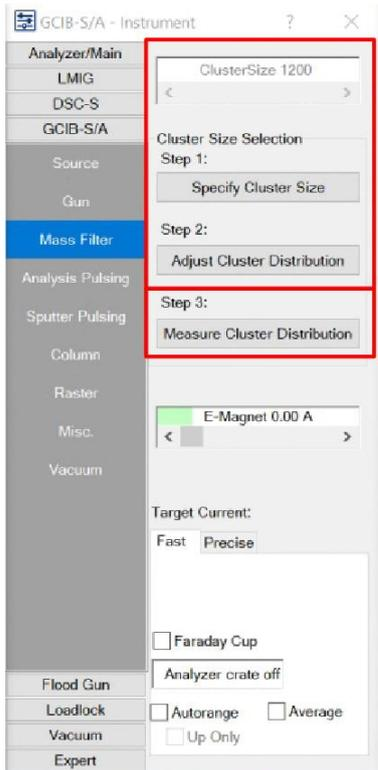 GCIB-S/A - Inst ument ?
Analyzer/Main
LMIG
DSC-S
GCIB-S/A
Source
Gun
Mass Filter
Analysis Pulsing
Sputter Pulsing
Column
Raster
Misc.
Vacuum
Flood Gun
Loadlock
Vacuum
Expert
ClusterSize 1200
Cluster Size Selection
Step 1:
Specify Cluster Size
Step 2:
Adjust Cluster Distribution
Step 3:
Measure Cluster Distribution
E-Magnet 0.00 A
Target Current:
Fast Precise
Faraday Cup
Analyzer crate off
Autorange Average
Up Only